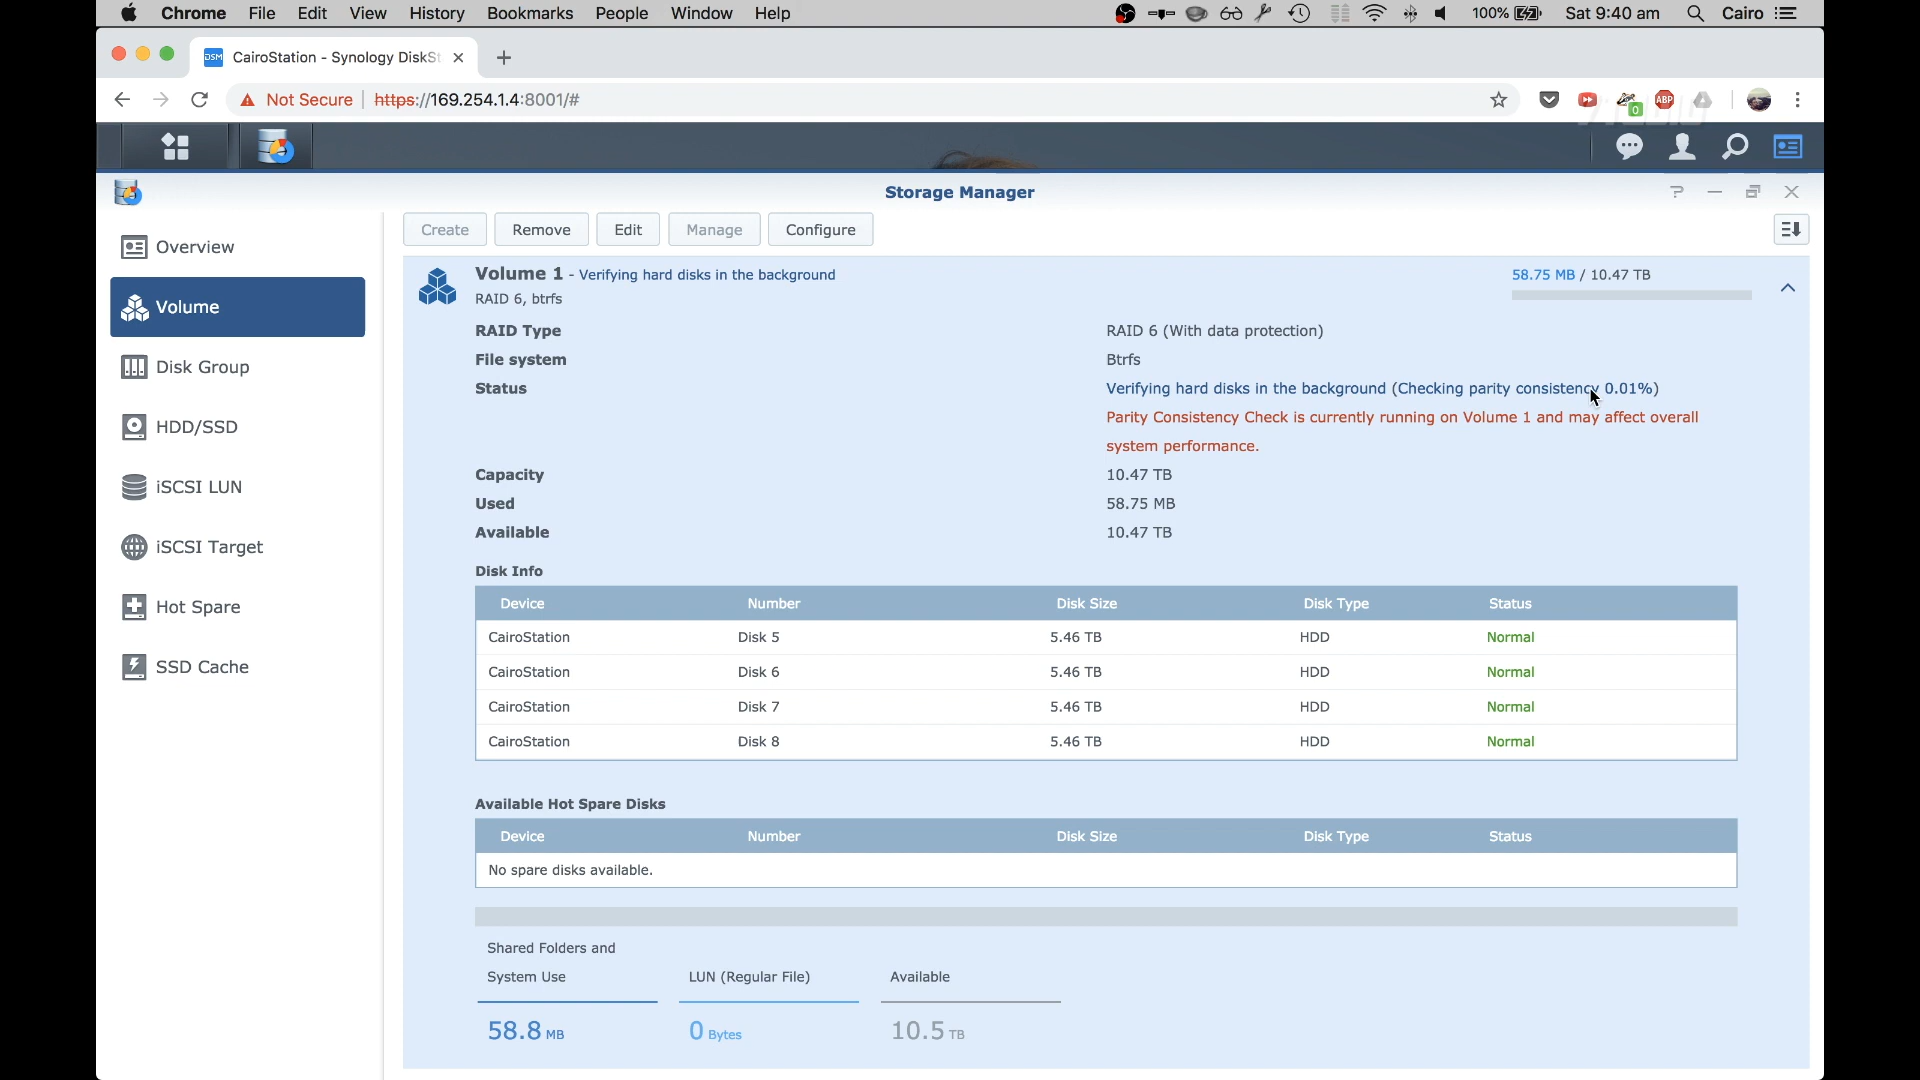 Chrome File Edit View History Bookmarks People Window Help 100% Sat 9:40 am Cairo
DSM CairoStation - Synology DiskSt
Not Secure https://169.254.1.4:8001/# 0 ABP
Storage Manager
Create Remove Edit Manage Configure
Overview
Volume
Disk Group
HDD/SSD
iSCSI LUN
iSCSI Target
Hot Spare
SSD Cache
Volume 1 - Verifying hard disks in the background 58.75 MB / 10.47 TB
RAID 6, btrfs
RAID Type RAID 6 (With data protection)
File system Btrfs
Status Verifying hard disks in the background (Checking parity consistency 0.01%)
Parity Consistency Check is currently running on Volume 1 and may affect overall
system performance.
Capacity 10.47 TB
Used 58.75 MB
Available 10.47 TB
Disk Info
Device Number Disk Size Disk Type Status
CairoStation Disk 5 5.46 TB HDD Normal
CairoStation Disk 6 5.46 TB HDD Normal
CairoStation Disk 7 5.46 TB HDD Normal
CairoStation Disk 8 5.46 TB HDD Normal
Available Hot Spare Disks
Device Number Disk Size Disk Type Status
No spare disks available.
Shared Folders and
System Use LUN (Regular File) Available
58.8 MB 0 Bytes 10.5 TB